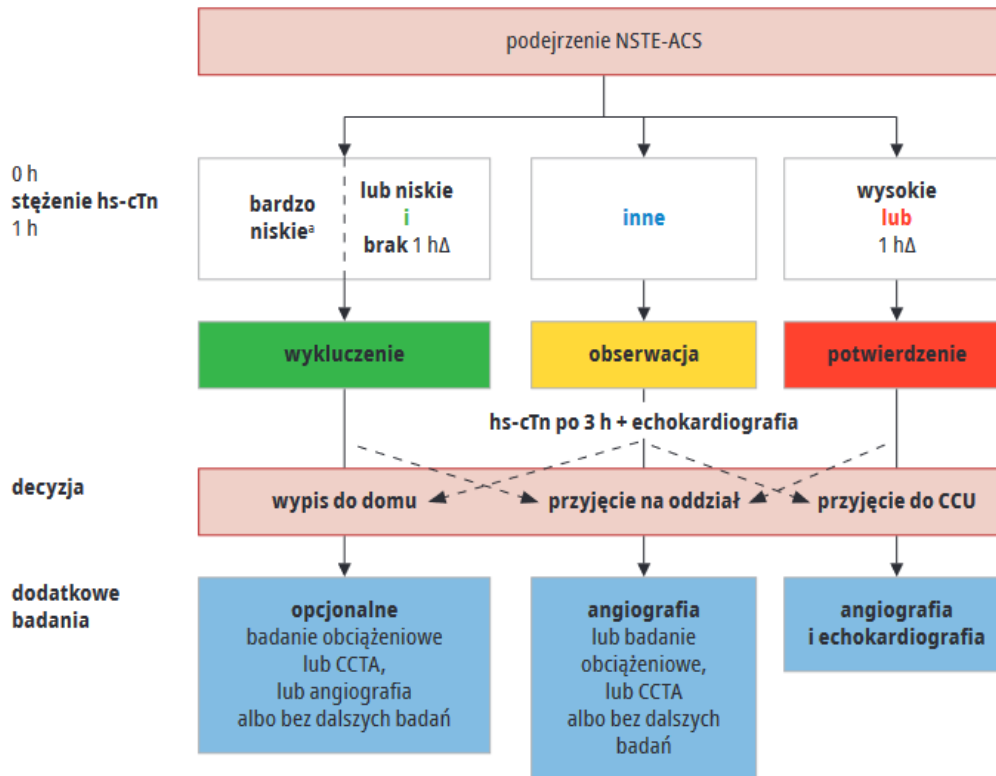 podejrzenie NSTE-ACS
0 h
stężenie hs-cTn
1 h
bardzo
niskieᵃ
lub niskie
i
brak 1 hΔ
inne
wysokie
lub
1 hΔ
wykluczenie
obserwacja
potwierdzenie
hs-cTn po 3 h + echokardiografia
decyzja
wypis do domu
przyjęcie na oddział
przyjęcie do CCU
dodatkowe
badania
opcjonalne
badanie obciążeniowe
lub CCTA,
lub angiografia
albo bez dalszych badań
angiografia
lub badanie
obciążeniowe,
lub CCTA
albo bez dalszych
badań
angiografia
i echokardiografia